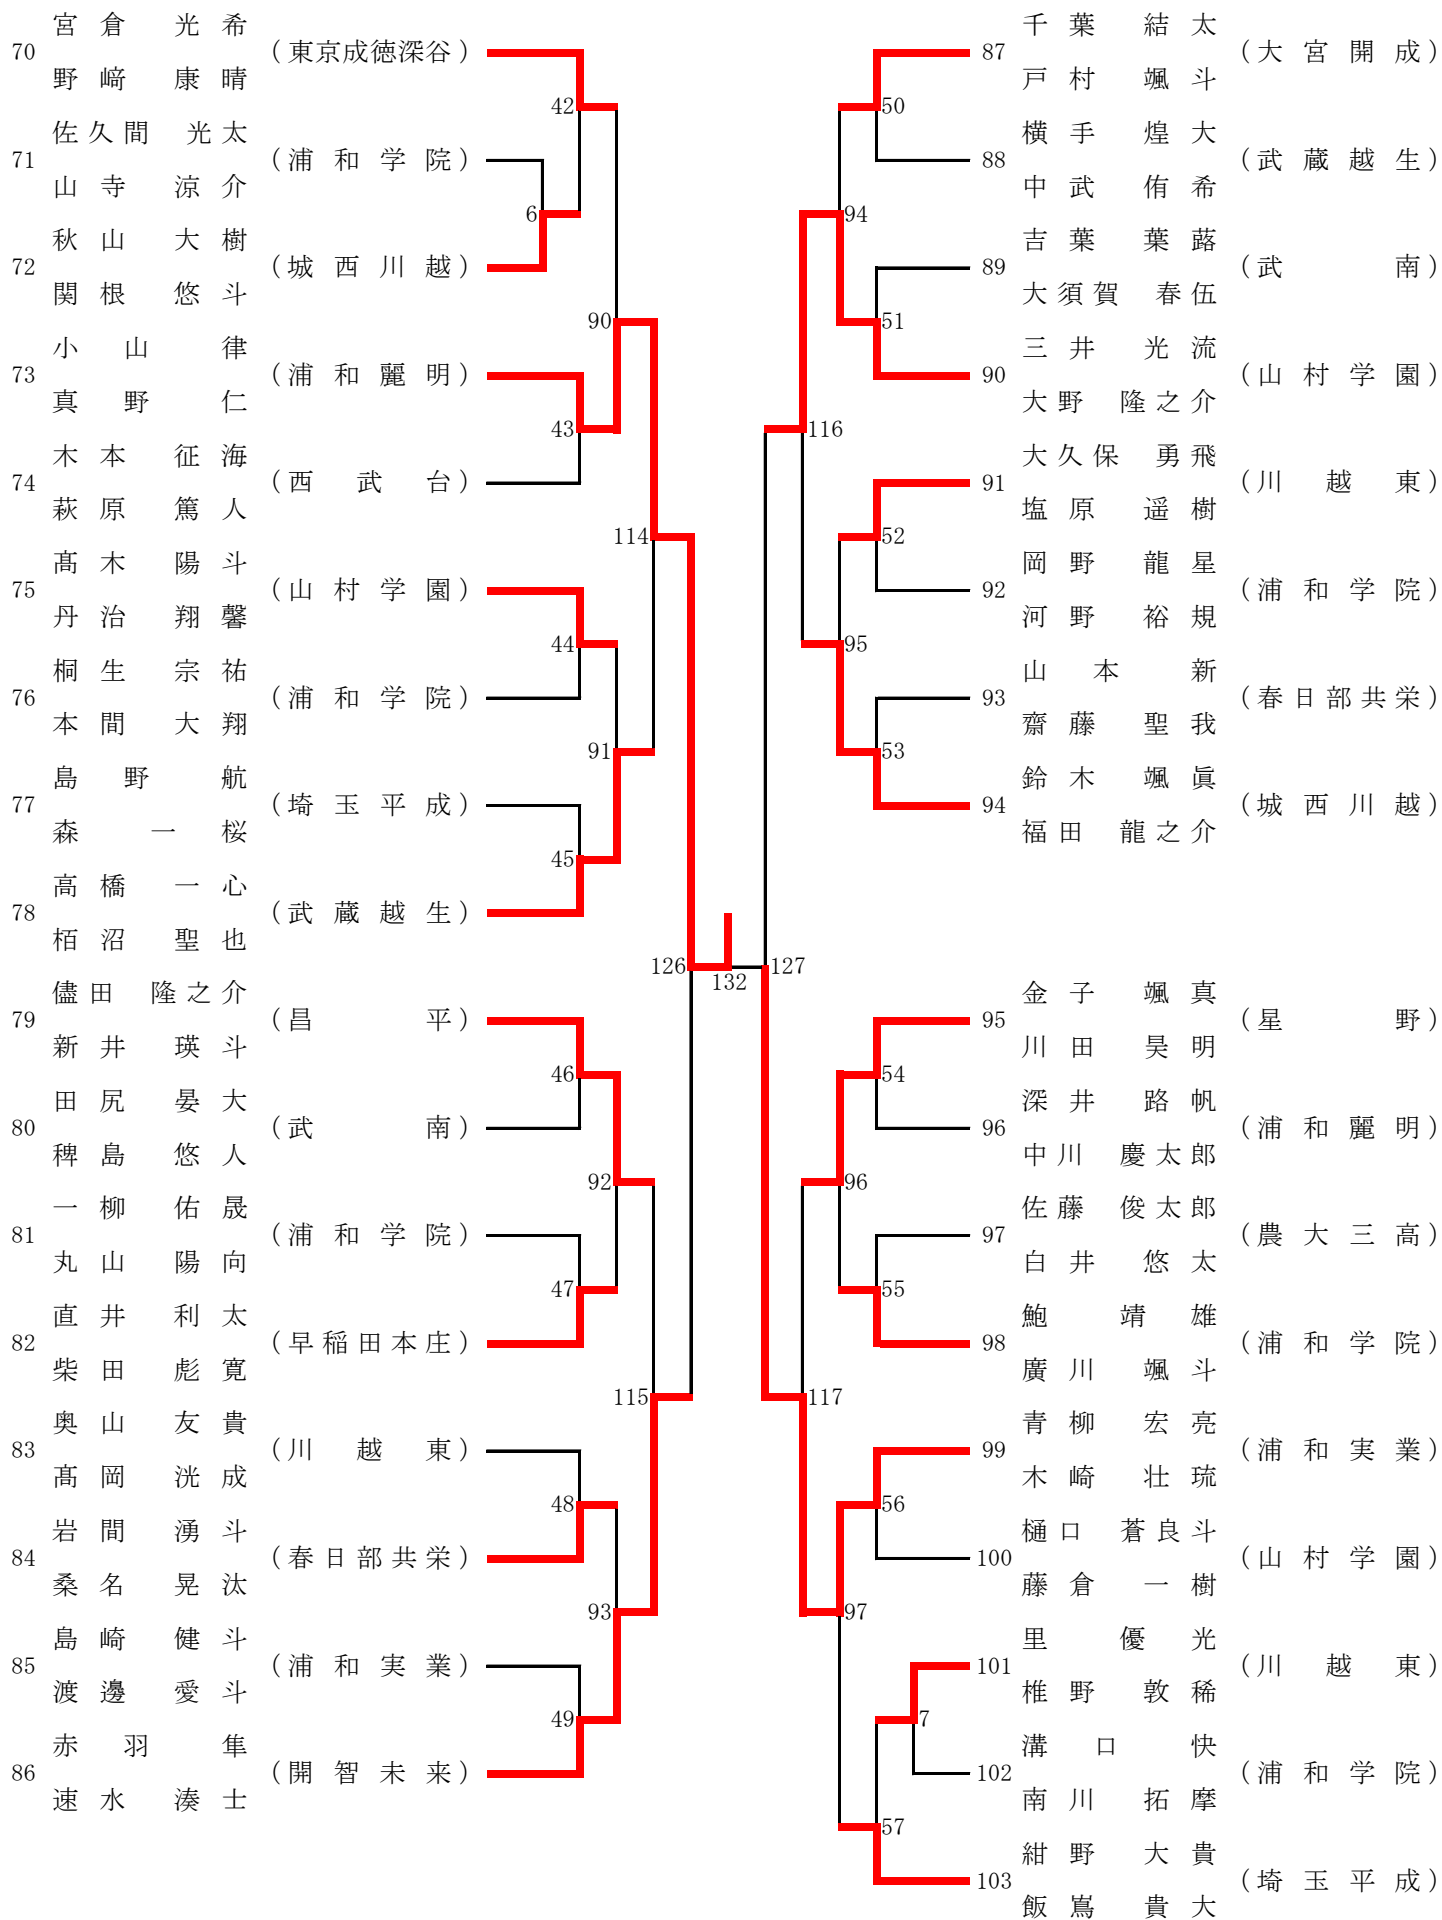 宮倉 光希
70 (東京成徳深谷)
野﨑 康晴
42
佐久間 光太
71 (浦和学院)
山寺 涼介
6
秋山 大樹
72 (城西川越)
関根 悠斗
90
小山 律
73 (浦和麗明)
真野 仁
43
木本 征海
74 (西武台)
萩原 篤人
114
髙木 陽斗
75 (山村学園)
丹治 翔馨
44
桐生 宗祐
76 (浦和学院)
本間 大翔
91
島野 航
77 (埼玉平成)
森 一桜
45
高橋 一心
78 (武蔵越生)
栢沼 聖也
126
132
127
儘田 隆之介
79 (昌平)
新井 瑛斗
46
田尻 晏大
80 (武南)
稗島 悠人
92
一柳 佑晟
81 (浦和学院)
丸山 陽向
47
直井 利太
82 (早稲田本庄)
柴田 彪寛
115
奥山 友貴
83 (川越東)
髙岡 洸成
48
岩間 湧斗
84 (春日部共栄)
桑名 晃汰
93
島崎 健斗
85 (浦和実業)
渡邊 愛斗
49
赤羽 隼
86 (開智未来)
速水 湊士
千葉 結太
87 (大宮開成)
戸村 颯斗
50
横手 煌大
88 (武蔵越生)
中武 侑希
94
吉葉 葉蕗
89 (武南)
大須賀 春伍
51
三井 光流
90 (山村学園)
大野 隆之介
116
大久保 勇飛
91 (川越東)
塩原 遥樹
52
岡野 龍星
92 (浦和学院)
河野 裕規
95
山本 新
93 (春日部共栄)
齋藤 聖我
53
鈴木 颯眞
94 (城西川越)
福田 龍之介
金子 颯真
95 (星野)
川田 昊明
54
深井 路帆
96 (浦和麗明)
中川 慶太郎
96
佐藤 俊太郎
97 (農大三高)
白井 悠太
55
鮑 靖雄
98 (浦和学院)
廣川 颯斗
117
青柳 宏亮
99 (浦和実業)
木崎 壮琉
56
樋口 蒼良斗
100 (山村学園)
藤倉 一樹
97
里 優光
101 (川越東)
椎野 敦稀
7
溝口 快
102 (浦和学院)
南川 拓摩
57
紺野 大貴
103 (埼玉平成)
飯嶌 貴大